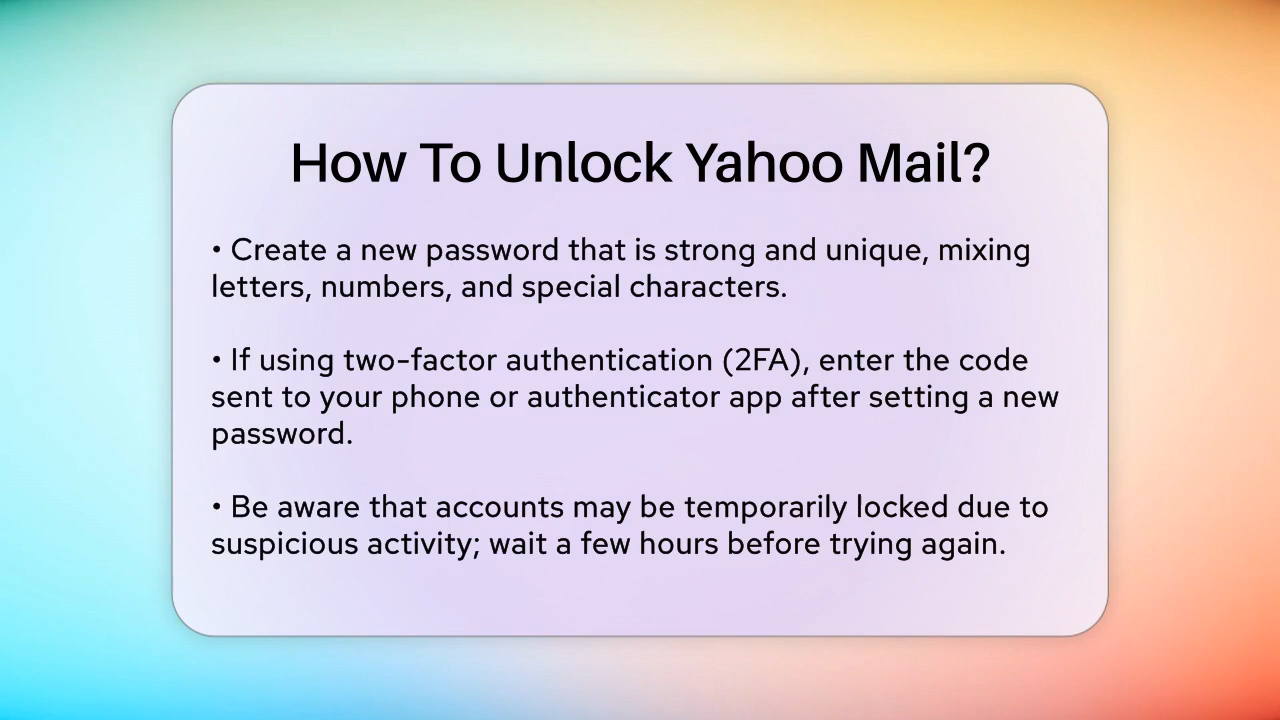 How To Unlock Yahoo Mail?
• Create a new password that is strong and unique, mixing
letters, numbers, and special characters.
• If using two-factor authentication (2FA), enter the code
sent to your phone or authenticator app after setting a new
password.
• Be aware that accounts may be temporarily locked due to
suspicious activity; wait a few hours before trying again.